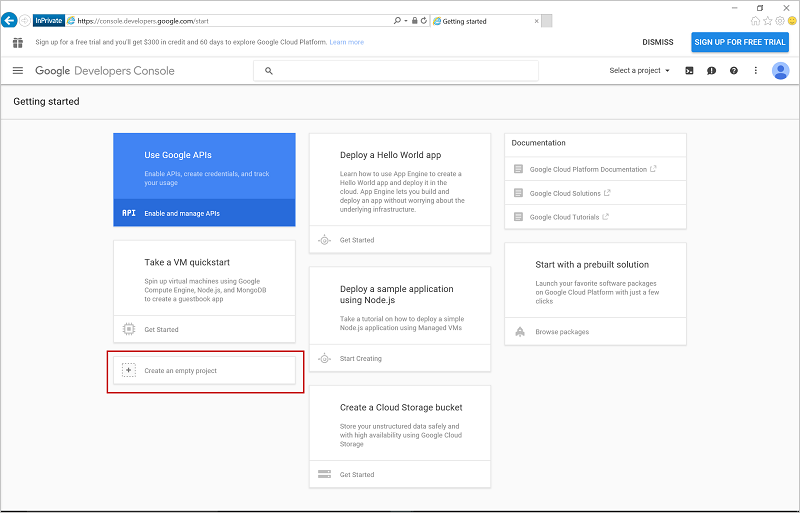 InPrivate
https://console.developers.google.com/start
Getting started
Sign up for a free trial and you'll get $300 in credit and 60 days to explore Google Cloud Platform. Learn more
DISMISS
SIGN UP FOR FREE TRIAL
Google Developers Console
Select a project
Getting started
Use Google APIs
Enable APIs, create credentials, and track
your usage
API Enable and manage APIs
Take a VM quickstart
Spin up virtual machines using Google
Compute Engine, Node.js, and MongoDB
to create a guestbook app
Get Started
Create an empty project
Deploy a Hello World app
Learn how to use App Engine to create a
Hello World app and deploy it in the
cloud. App Engine lets you build and
deploy an app without worrying about the
underlying infrastructure.
Get Started
Deploy a sample application
using Node.js
Take a tutorial on how to deploy a simple
Node.js application using Managed VMs
Start Creating
Create a Cloud Storage bucket
Store your unstructured data safely and
with high availability using Google Cloud
Storage
Get Started
Documentation
Google Cloud Platform Documentation
Google Cloud Solutions
Google Cloud Tutorials
Start with a prebuilt solution
Launch your favorite software packages
on Google Cloud Platform with just a few
clicks
Browse packages